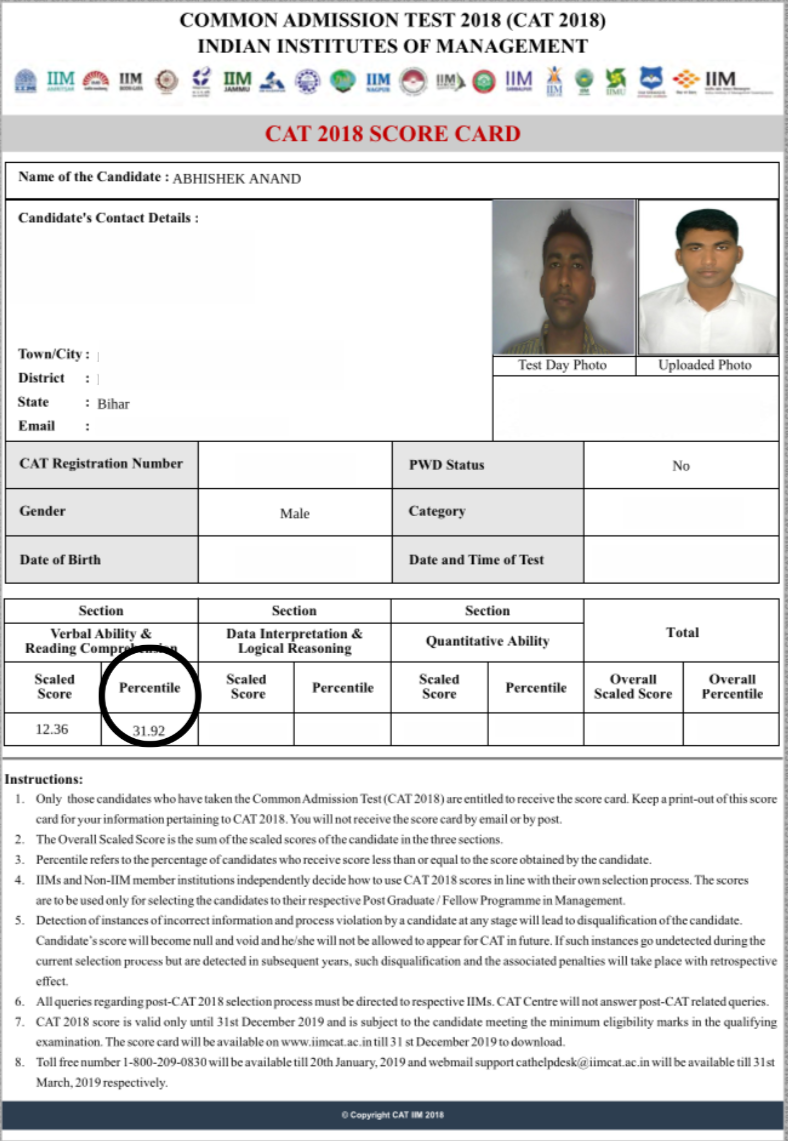 COMMON ADMISSION TEST 2018 (CAT 2018)
INDIAN INSTITUTES OF MANAGEMENT
IIM IIM IIM JAMMU IIM NAGPUR IIM IIM IIM IIMU IIM
CAT 2018 SCORE CARD
Name of the Candidate : ABHISHEK ANAND
Candidate's Contact Details :
Town/City :
District :
State : Bihar
Email :
Test Day Photo Uploaded Photo
CAT Registration Number PWD Status No
Gender Male Category
Date of Birth Date and Time of Test
Section Section Section
Verbal Ability & Data Interpretation & Quantitative Ability Total
Reading Comprehension Logical Reasoning
Scaled Percentile Scaled Percentile Scaled Percentile Overall Overall
Score Score Score Scaled Score Percentile
12.36 31.92
Instructions:
1. Only those candidates who have taken the Common Admission Test (CAT 2018) are entitled to receive the score card. Keep a print-out of this score
card for your information pertaining to CAT 2018. You will not receive the score card by email or by post.
2. The Overall Scaled Score is the sum of the scaled scores of the candidate in the three sections.
3. Percentile refers to the percentage of candidates who receive score less than or equal to the score obtained by the candidate.
4. IIMs and Non-IIM member institutions independently decide how to use CAT 2018 scores in line with their own selection process. The scores
are to be used only for selecting the candidates to their respective Post Graduate / Fellow Programme in Management.
5. Detection of instances of incorrect information and process violation by a candidate at any stage will lead to disqualification of the candidate.
Candidate's score will become null and void and he/she will not be allowed to appear for CAT in future. If such instances go undetected during the
current selection process but are detected in subsequent years, such disqualification and the associated penalties will take place with retrospective
effect.
6. All queries regarding post-CAT 2018 selection process must be directed to respective IIMs. CAT Centre will not answer post-CAT related queries.
7. CAT 2018 score is valid only until 31st December 2019 and is subject to the candidate meeting the minimum eligibility marks in the qualifying
examination. The score card will be available on www.iimcat.ac.in till 31 st December 2019 to download.
8. Toll free number 1-800-209-0830 will be available till 20th January, 2019 and webmail support cathelpdesk@iimcat.ac.in will be available till 31st
March, 2019 respectively.
© Copyright CAT IIM 2018